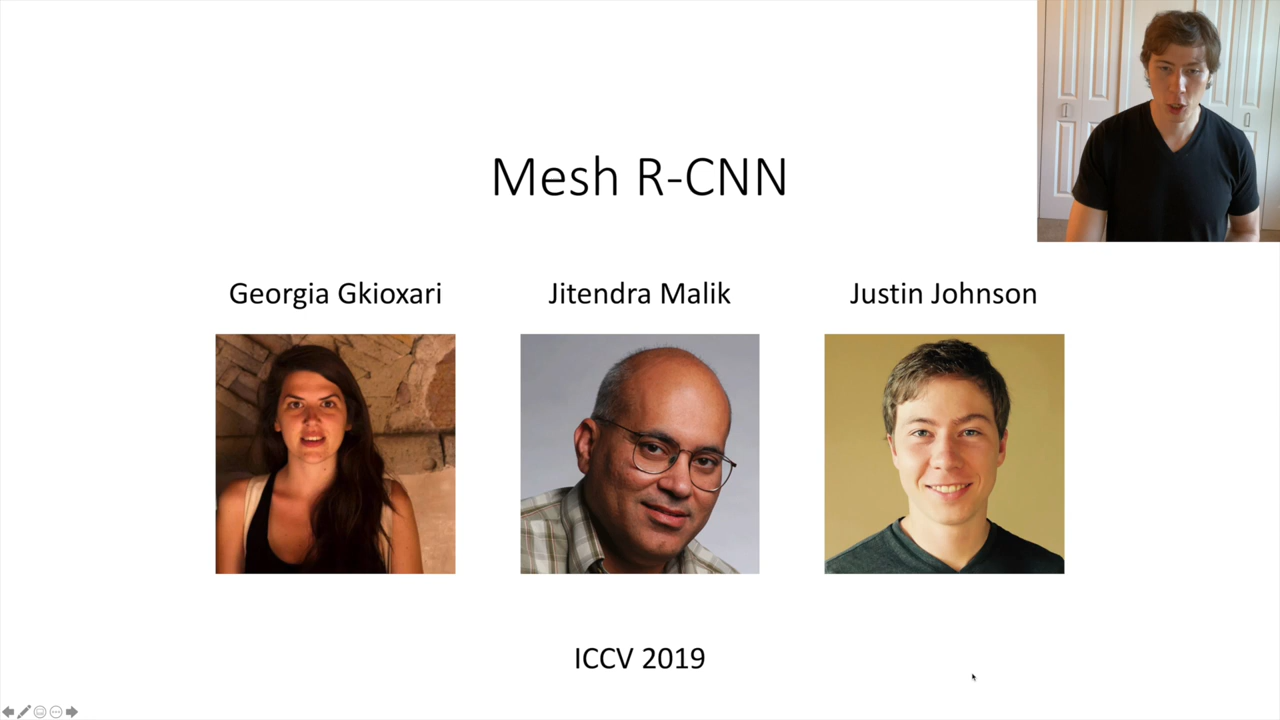 Mesh R-CNN
Georgia Gkioxari
Jitendra Malik
Justin Johnson
ICCV 2019